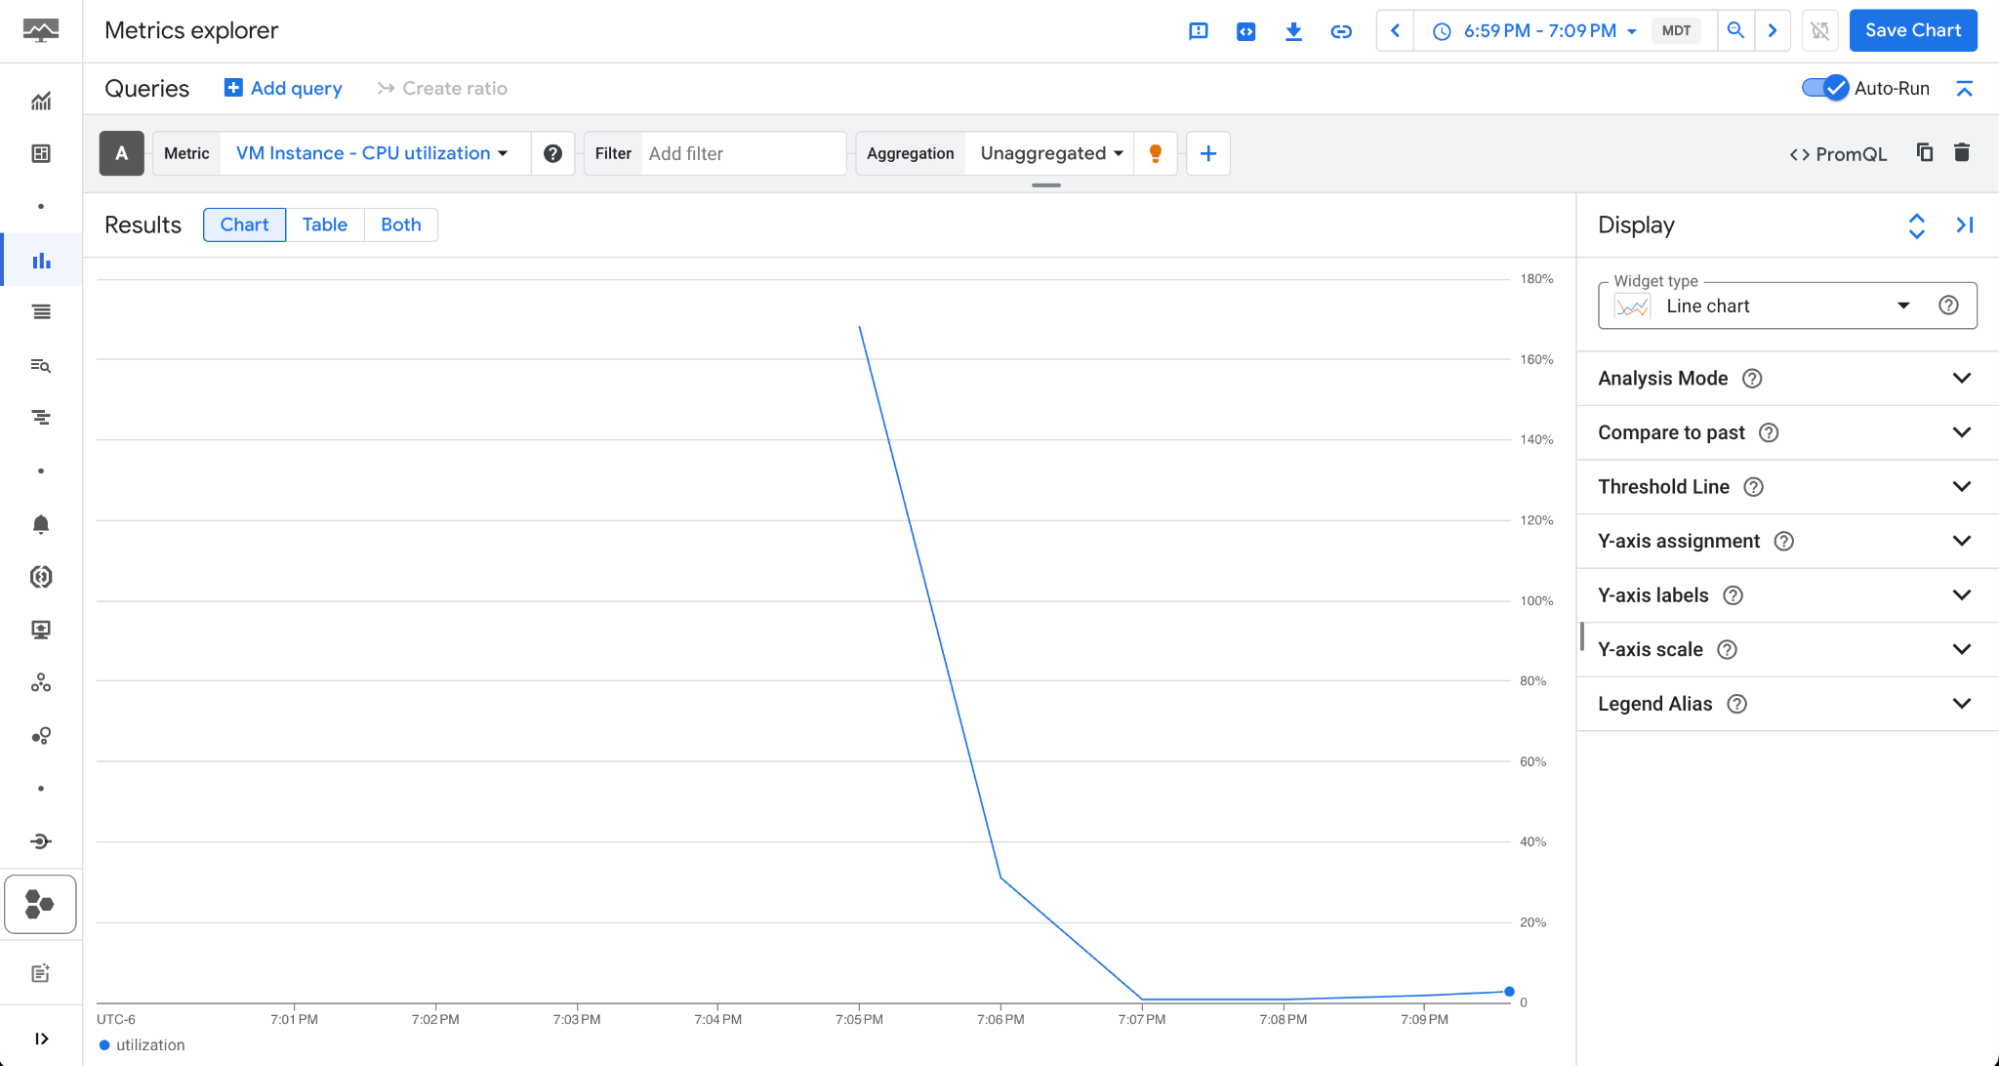 Metrics explorer
6:59 PM - 7:09 PM
MDT
Save Chart
Queries
Add query
Create ratio
Auto-Run
A
Metric
VM Instance - CPU utilization
Filter
Add filter
Aggregation
Unaggregated
<> PromQL
Results
Chart
Table
Both
180%
160%
140%
120%
100%
80%
60%
40%
20%
0
UTC-6
7:01 PM
7:02 PM
7:03 PM
7:04 PM
7:05 PM
7:06 PM
7:07 PM
7:08 PM
7:09 PM
utilization
Display
Widget type
Line chart
Analysis Mode
Compare to past
Threshold Line
Y-axis assignment
Y-axis labels
Y-axis scale
Legend Alias